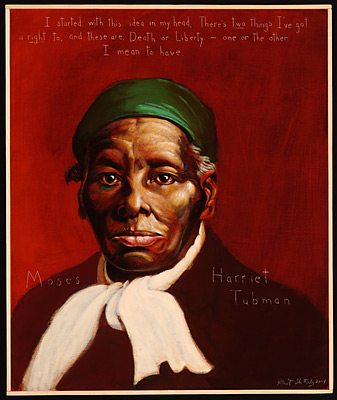 I started with this idea in my head, There's two things I've got
a right to, and these are, Death or Liberty – one or the other
I mean to have
Moses
Harriet
Tubman